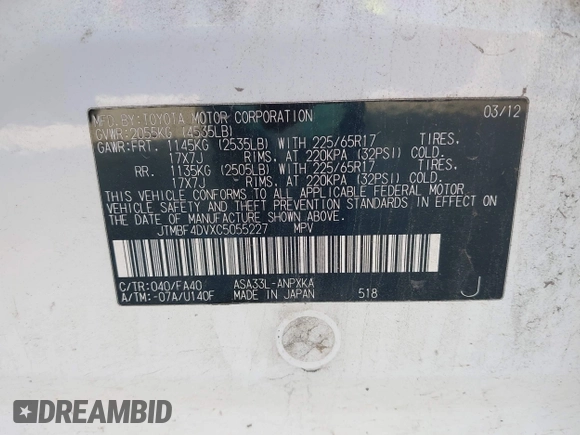 MFD.BY:TOYOTA MOTOR CORPORATION 03/12
GVWR:2055KG (4535LB)
GAWR:FRT. 1145KG (2535LB) WITH 225/65R17 TIRES.
17X7J RIMS. AT 220KPA (32PSI) COLD.
RR. 1135KG (2505LB) WITH 225/65R17 TIRES.
17X7J RIMS. AT 220KPA (32PSI) COLD.
THIS VEHICLE CONFORMS TO ALL APPLICABLE FEDERAL MOTOR
VEHICLE SAFETY AND THEFT PREVENTION STANDARDS IN EFFECT ON
THE DATE OF MANUFACTURE SHOWN ABOVE.
JTMBF4DVXC5055227 MPV
C/TR:040/FA40 ASA33L-ANPXKA J
A/TM:-07A/U140F MADE IN JAPAN 518
DREAMBID